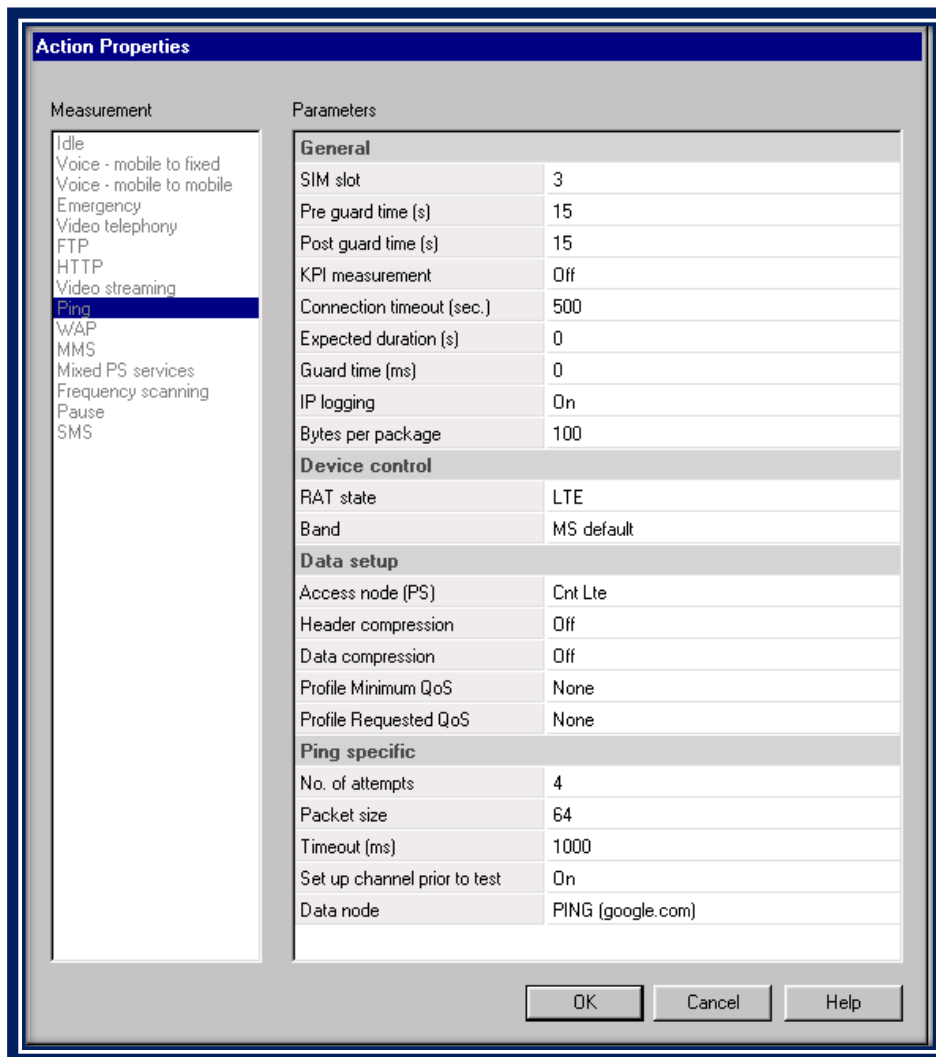 Action Properties
Measurement
Idle
Voice - mobile to fixed
Voice - mobile to mobile
Emergency
Video telephony
FTP
HTTP
Video streaming
Ping
WAP
MMS
Mixed PS services
Frequency scanning
Pause
SMS
Parameters
General
SIM slot 3
Pre guard time (s) 15
Post guard time (s) 15
KPI measurement Off
Connection timeout (sec.) 500
Expected duration (s) 0
Guard time (ms) 0
IP logging On
Bytes per package 100
Device control
RAT state LTE
Band MS default
Data setup
Access node (PS) Cnt Lte
Header compression Off
Data compression Off
Profile Minimum QoS None
Profile Requested QoS None
Ping specific
No. of attempts 4
Packet size 64
Timeout (ms) 1000
Set up channel prior to test On
Data node PING (google.com)
OK Cancel Help